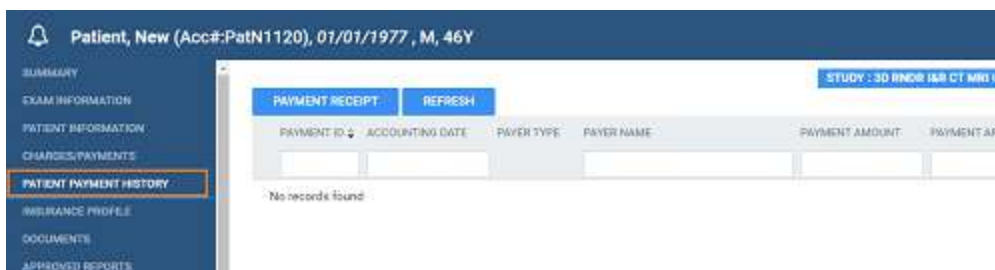 Patient, New (Acc#:PatN1120), 01/01/1977 , M, 46Y
SUMMARY
EXAM INFORMATION
PATIENT INFORMATION
CHARGES/PAYMENTS
PATIENT PAYMENT HISTORY
INSURANCE PROFILE
DOCUMENTS
APPROVED REPORTS
STUDY : 3D RNDR I&R CT MRI
PAYMENT RECEIPT REFRESH
PAYMENT ID ACCOUNTING DATE PAYER TYPE PAYER NAME PAYMENT AMOUNT PAYMENT
No records found